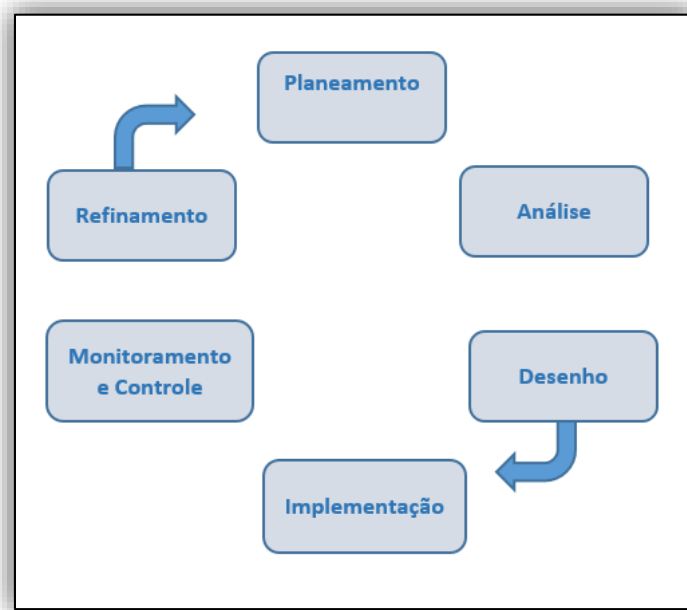 Planeamento
Análise
Desenho
Implementação
Monitoramento
e Controle
Refinamento